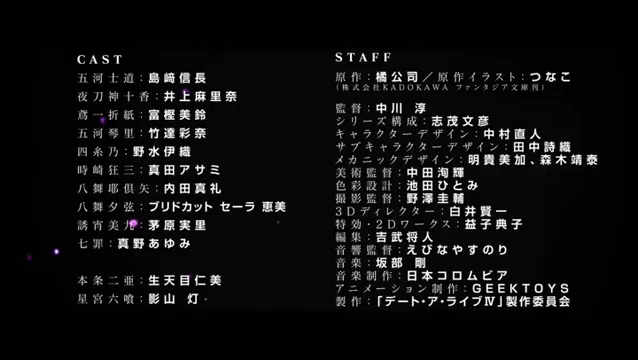 CAST
五河士道：島﨑信長
夜刀神十香：井上麻里奈
鳶一折紙：富樫美鈴
五河琴里：竹達彩奈
四糸乃：野水伊織
時崎狂三：真田アサミ
八舞耶倶矢：内田真礼
八舞夕弦：ブリドカット セーラ 恵美
誘宵美九：茅原実里
七罪：真野あゆみ
本条二亜：生天目仁美
星宮六喰：影山 灯
STAFF
原作：橘公司／原作イラスト：つなこ
（株式会社KADOKAWA ファンタジア文庫刊）
監督：中川 淳
シリーズ構成：志茂文彦
キャラクターデザイン：中村直人
サブキャラクターデザイン：田中詩織
メカニックデザイン：明貴美加、森木靖泰
美術監督：中田洵輝
色彩設計：池田ひとみ
撮影監督：野澤圭輔
3Dディレクター：白井賢一
特効・2Dワークス：益子典子
編集：吉武将人
音響監督：えびなやすのり
音楽：坂部 剛
音楽制作：日本コロムビア
アニメーション制作：GEEKTOYS
製作：「デート・ア・ライブⅣ」製作委員会